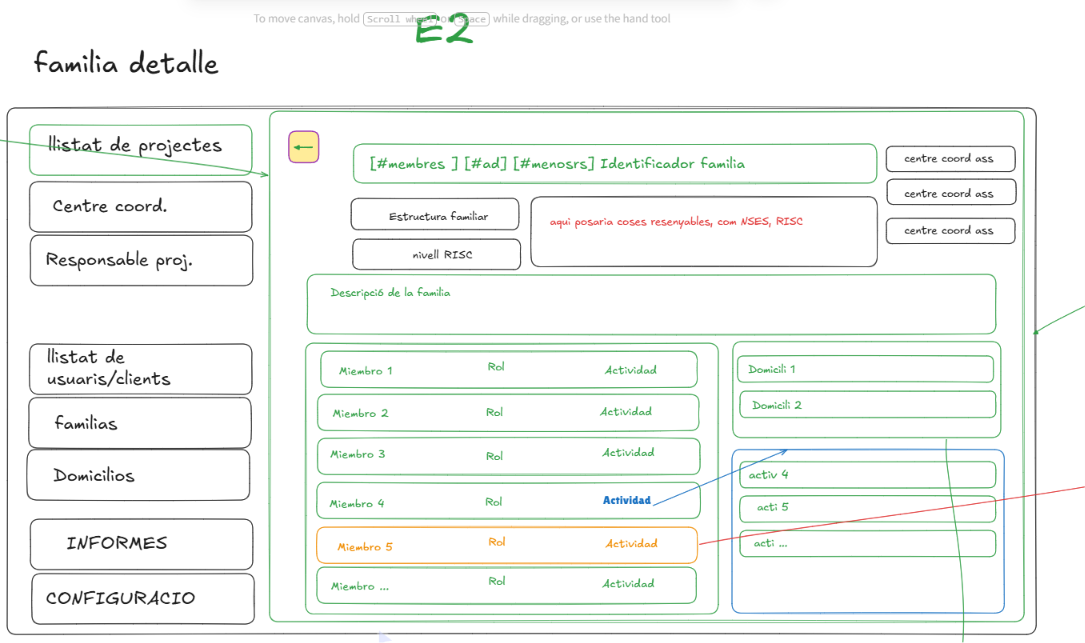 To move canvas, hold Scroll wheel or Space while dragging, or use the hand tool
E2
familia detalle
llistat de projectes
Centre coord.
Responsable proj.
llistat de
usuaris/clients
familias
Domicilios
INFORMES
CONFIGURACIO
[#membres ] [#ad] [#menosrs] Identificador familia
centre coord ass
centre coord ass
centre coord ass
Estructura familiar
nivell RISC
aqui posaria coses resenyables, com NSES, RISC
Descripció de la familia
Miembro 1 Rol Actividad
Miembro 2 Rol Actividad
Miembro 3 Rol Actividad
Miembro 4 Rol Actividad
Miembro 5 Rol Actividad
Miembro ... Rol Actividad
Domicili 1
Domicili 2
activ 4
acti 5
acti ...